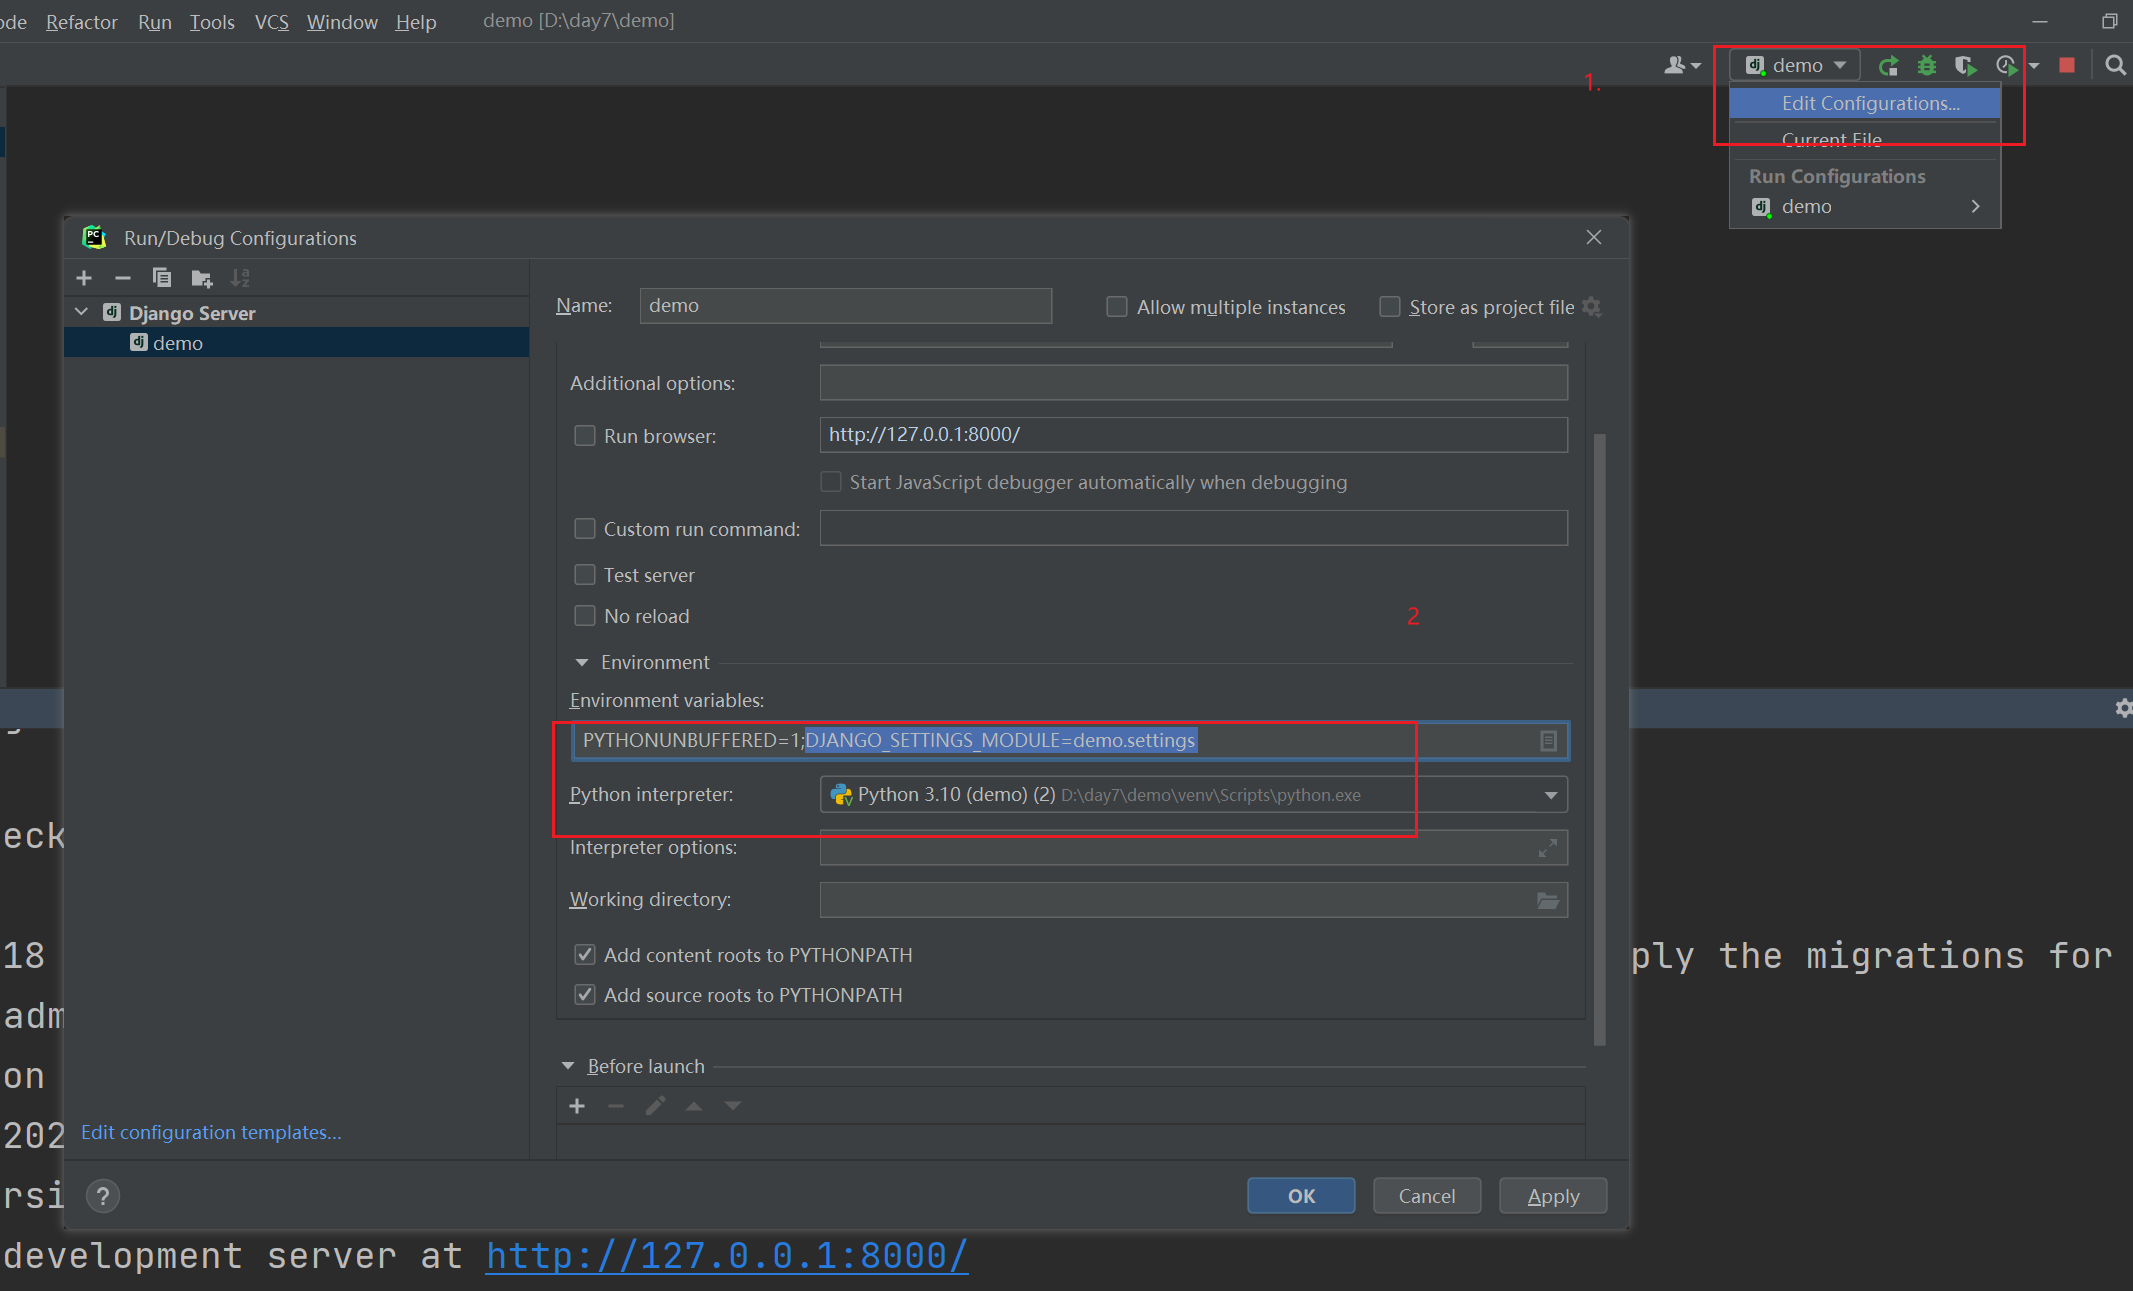 ode Refactor Run Tools VCS Window Help demo [D:\day7\demo]
1.
demo
Edit Configurations...
Current File
Run Configurations
demo
Run/Debug Configurations
Django Server
demo
Name: demo Allow multiple instances Store as project file
Additional options:
Run browser: http://127.0.0.1:8000/
Start JavaScript debugger automatically when debugging
Custom run command:
Test server
No reload
2
Environment
Environment variables:
PYTHONUNBUFFERED=1;DJANGO_SETTINGS_MODULE=demo.settings
Python interpreter: Python 3.10 (demo) (2) D:\day7\demo\venv\Scripts\python.exe
Interpreter options:
Working directory:
Add content roots to PYTHONPATH
Add source roots to PYTHONPATH
Before launch
Edit configuration templates...
?
OK Cancel Apply
eck
18 ply the migrations for
adm
on
202
rsi
development server at http://127.0.0.1:8000/